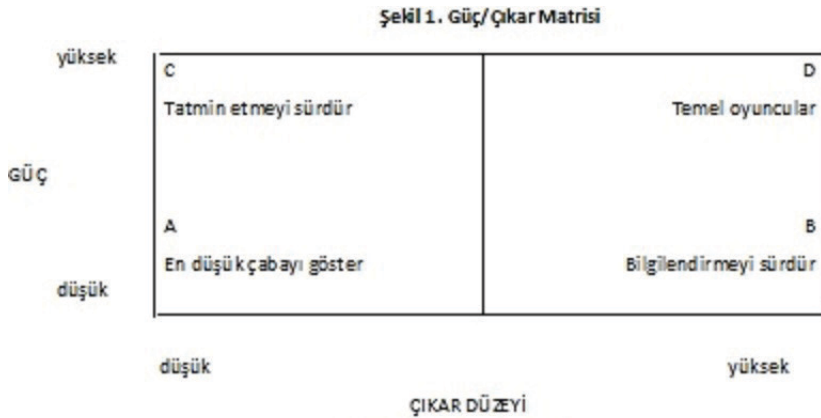 Şekil 1. Güç/Çıkar Matrisi
yüksek
C
D
Tatmin etmeyi sürdür
Temel oyuncular
GÜÇ
A
B
En düşük çabayı göster
Bilgilendirmeyi sürdür
düşük
düşük
yüksek
ÇIKAR DÜZEYİ